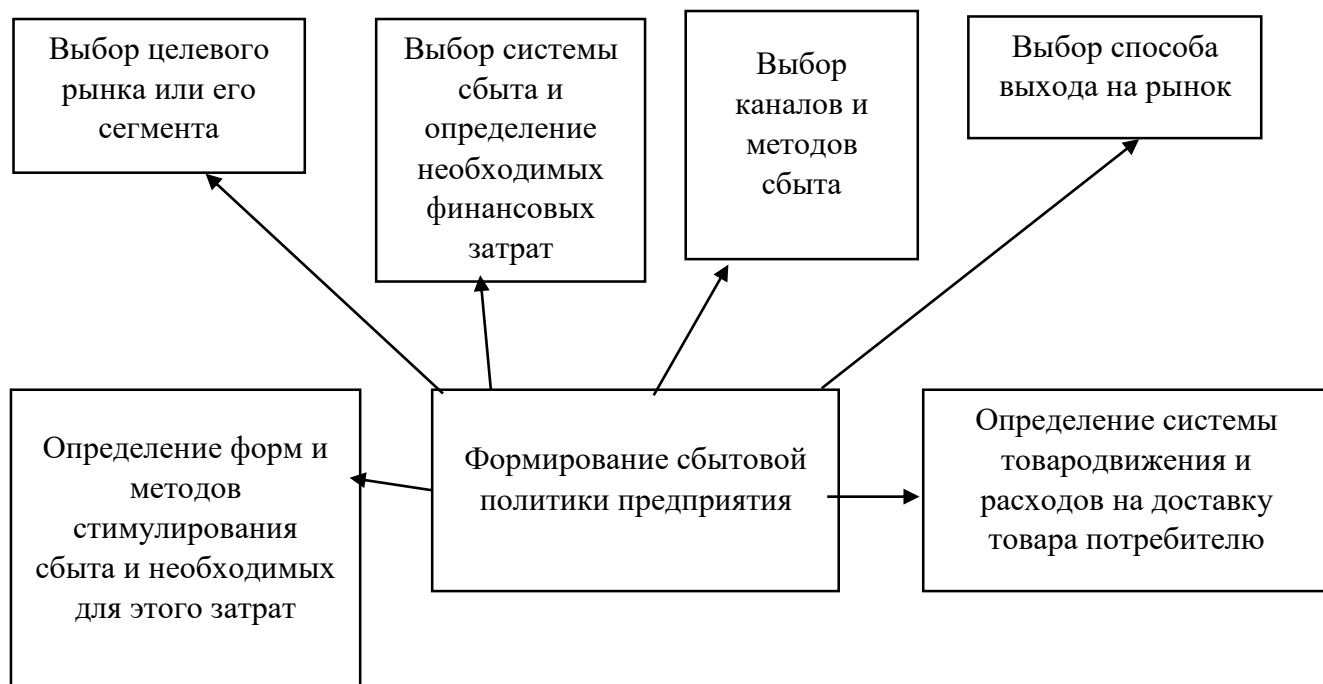 Выбор целевого
рынка или его
сегмента
Выбор системы
сбыта и
определение
необходимых
финансовых
затрат
Выбор
каналов и
методов
сбыта
Выбор способа
выхода на рынок
Определение форм и
методов
стимулирования
сбыта и необходимых
для этого затрат
Формирование сбытовой
политики предприятия
Определение системы
товародвижения и
расходов на доставку
товара потребителю